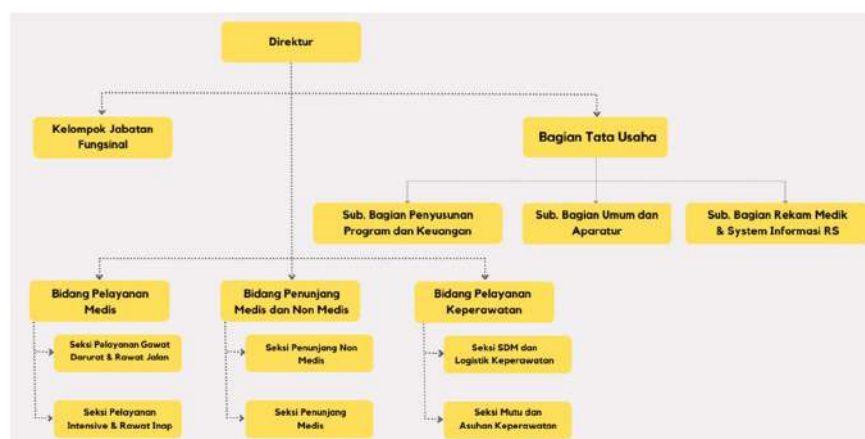 Direktur
Kelompok Jabatan
Fungsinal
Bagian Tata Usaha
Sub. Bagian Penyusunan
Program dan Keuangan
Sub. Bagian Umum dan
Aparatur
Sub. Bagian Rekam Medik
& System Informasi RS
Bidang Pelayanan
Medis
Bidang Penunjang
Medis dan Non Medis
Bidang Pelayanan
Keperawatan
Seksi Pelayanan Gawat
Darurat & Rawat Jalan
Seksi Penunjang Non
Medis
Seksi SDM dan
Logistik Keperawatan
Seksi Pelayanan
Intensive & Rawat Inap
Seksi Penunjang
Medis
Seksi Mutu dan
Asuhan Keperawatan